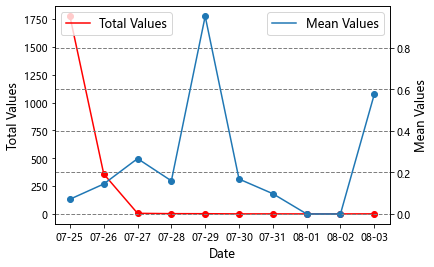 Total Values
Mean Values
1750
1500
1250
1000
750
500
250
0
0.8
0.6
0.4
0.2
0.0
Total Values
Mean Values
07-25 07-26 07-27 07-28 07-29 07-30 07-31 08-01 08-02 08-03
Date